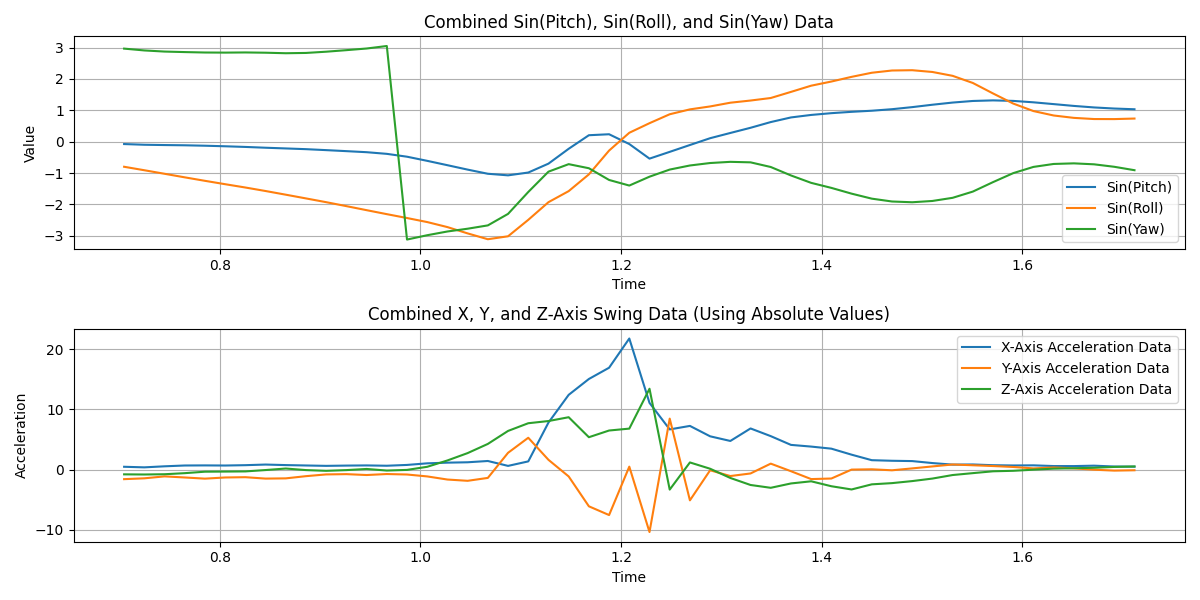 Combined Sin(Pitch), Sin(Roll), and Sin(Yaw) Data
Value
3
2
1
0
−1
−2
−3
Sin(Pitch)
Sin(Roll)
Sin(Yaw)
0.8 1.0 1.2 1.4 1.6
Time
Combined X, Y, and Z-Axis Swing Data (Using Absolute Values)
Acceleration
20
10
0
−10
X-Axis Acceleration Data
Y-Axis Acceleration Data
Z-Axis Acceleration Data
0.8 1.0 1.2 1.4 1.6
Time